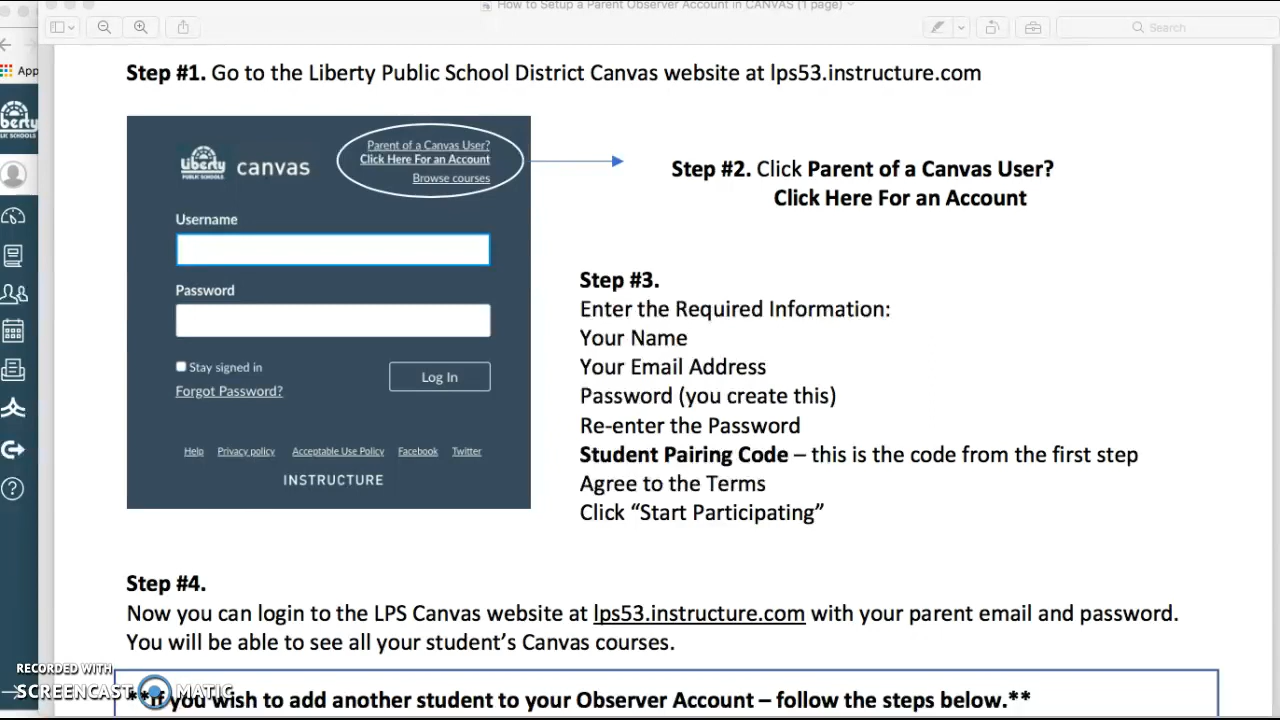 How to Setup a Parent Observer Account in CANVAS (1 page)
Search
App
Step #1. Go to the Liberty Public School District Canvas website at lps53.instructure.com
Liberty
PUBLIC SCHOOLS
canvas
Parent of a Canvas User?
Click Here For an Account
Browse courses
Username
Password
Stay signed in
Forgot Password?
Log In
Help Privacy policy Acceptable Use Policy Facebook Twitter
INSTRUCTURE
Step #2. Click Parent of a Canvas User?
Click Here For an Account
Step #3.
Enter the Required Information:
Your Name
Your Email Address
Password (you create this)
Re-enter the Password
Student Pairing Code – this is the code from the first step
Agree to the Terms
Click “Start Participating”
Step #4.
Now you can login to the LPS Canvas website at lps53.instructure.com with your parent email and password.
You will be able to see all your student’s Canvas courses.
**If you wish to add another student to your Observer Account – follow the steps below.**
RECORDED WITH
SCREENCAST MATIC